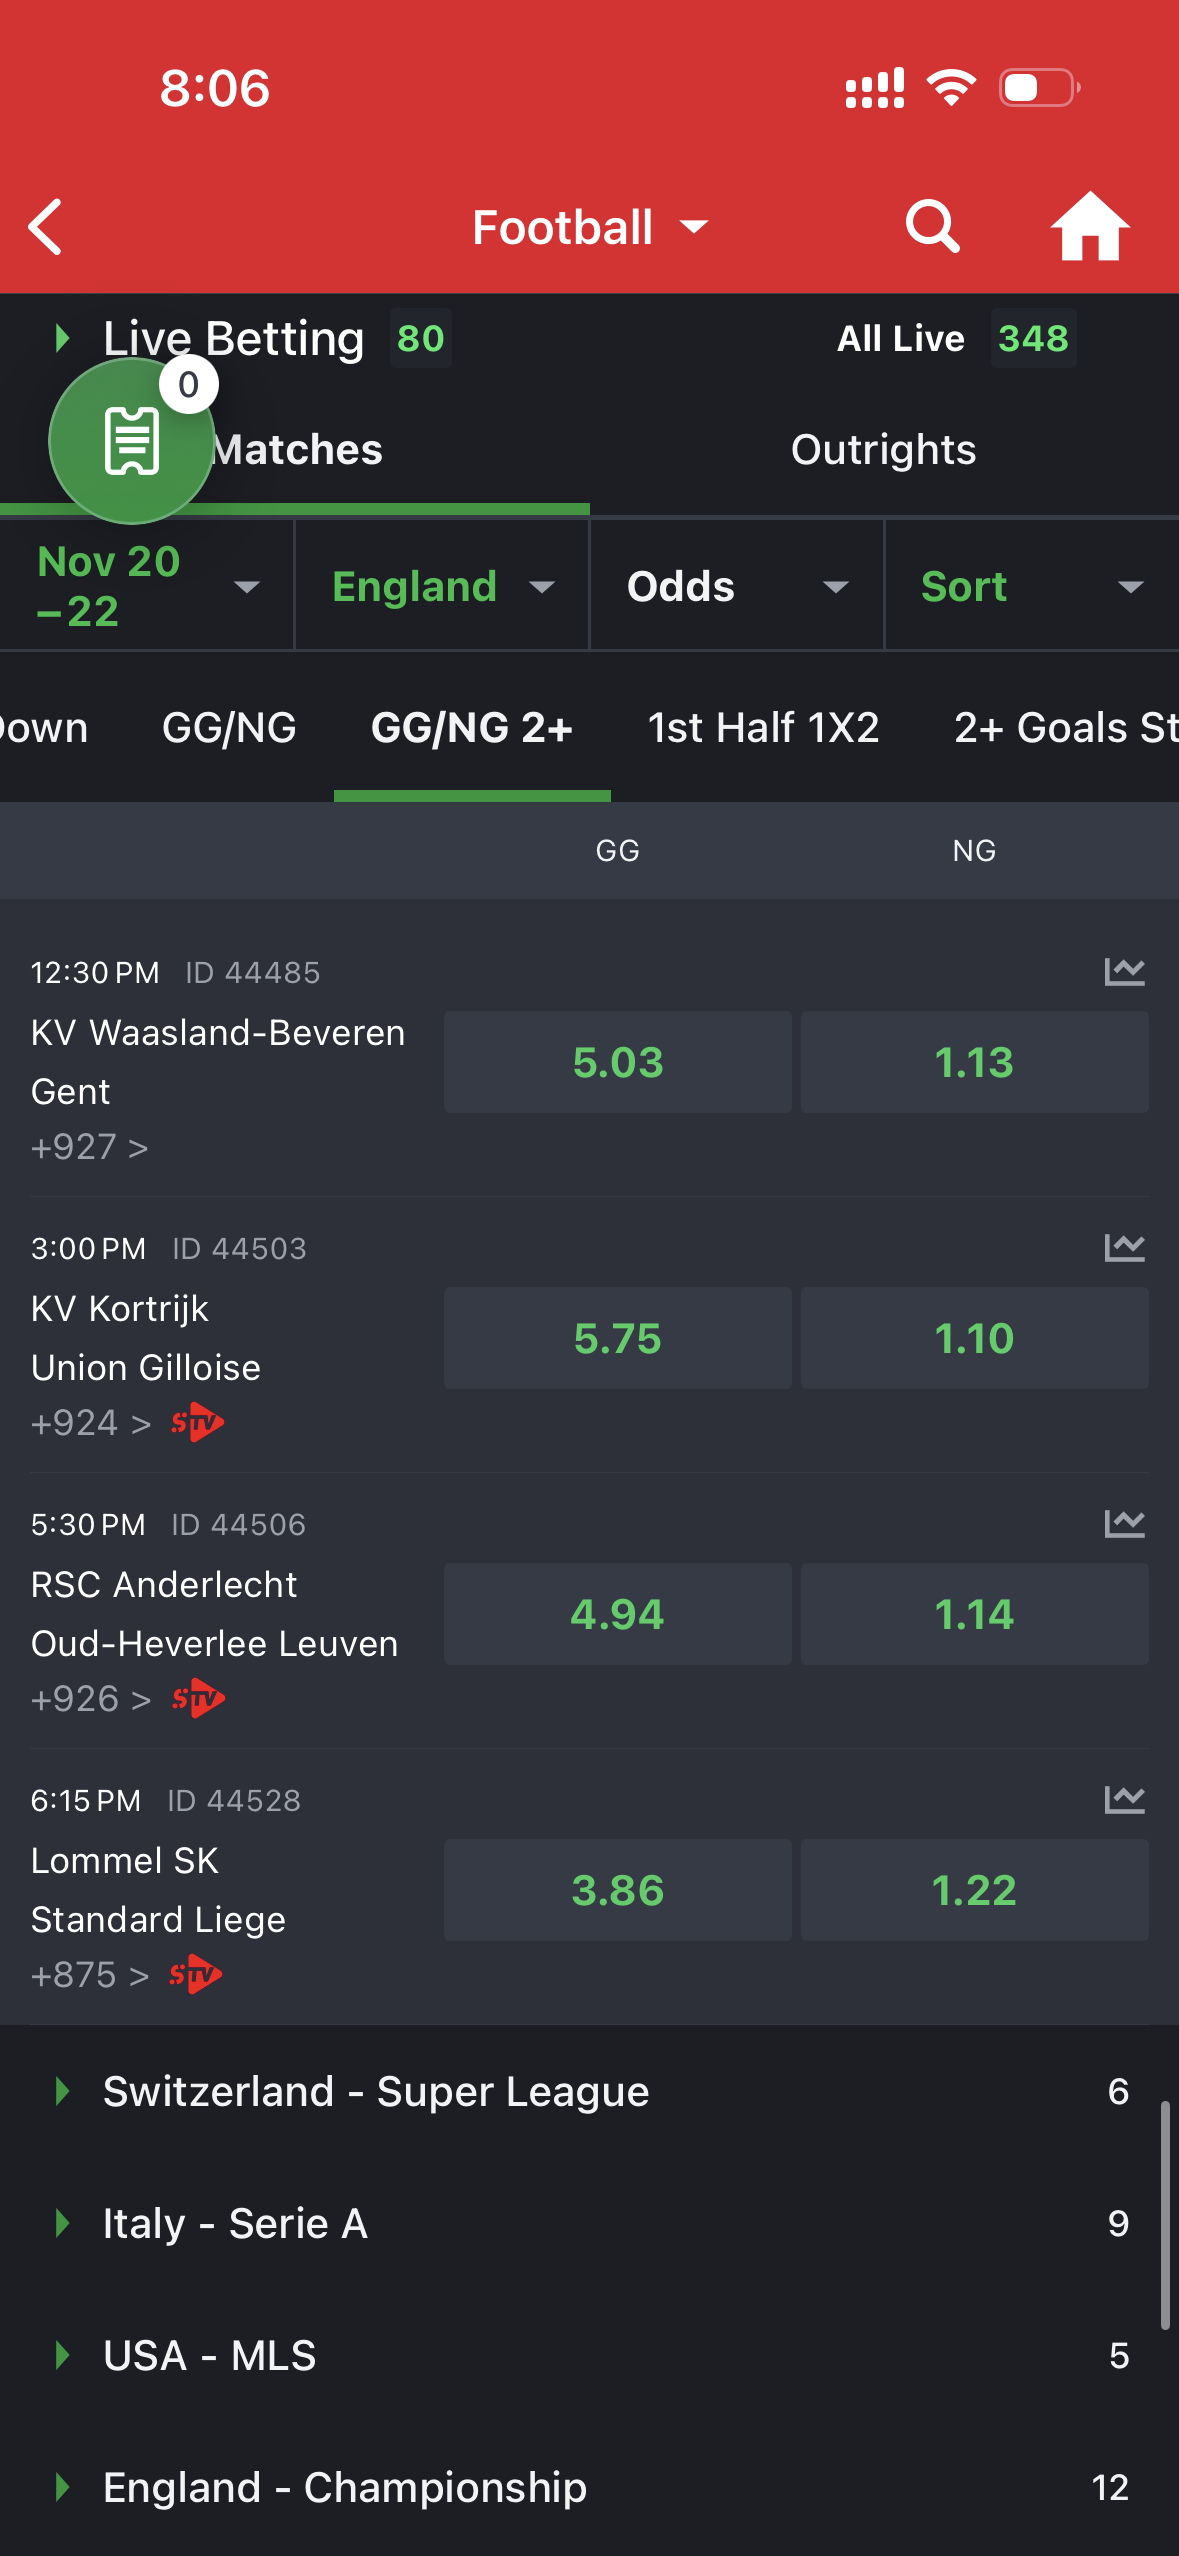 8:06
Football
Live Betting 80 All Live 348
0
Matches Outrights
Nov 20 –22 England Odds Sort
Down GG/NG GG/NG 2+ 1st Half 1X2 2+ Goals St
GG NG
12:30 PM ID 44485
KV Waasland-Beveren
Gent
5.03 1.13
+927 >
3:00 PM ID 44503
KV Kortrijk
Union Gilloise
5.75 1.10
+924 > STV
5:30 PM ID 44506
RSC Anderlecht
Oud-Heverlee Leuven
4.94 1.14
+926 > STV
6:15 PM ID 44528
Lommel SK
Standard Liege
3.86 1.22
+875 > STV
Switzerland - Super League 6
Italy - Serie A 9
USA - MLS 5
England - Championship 12